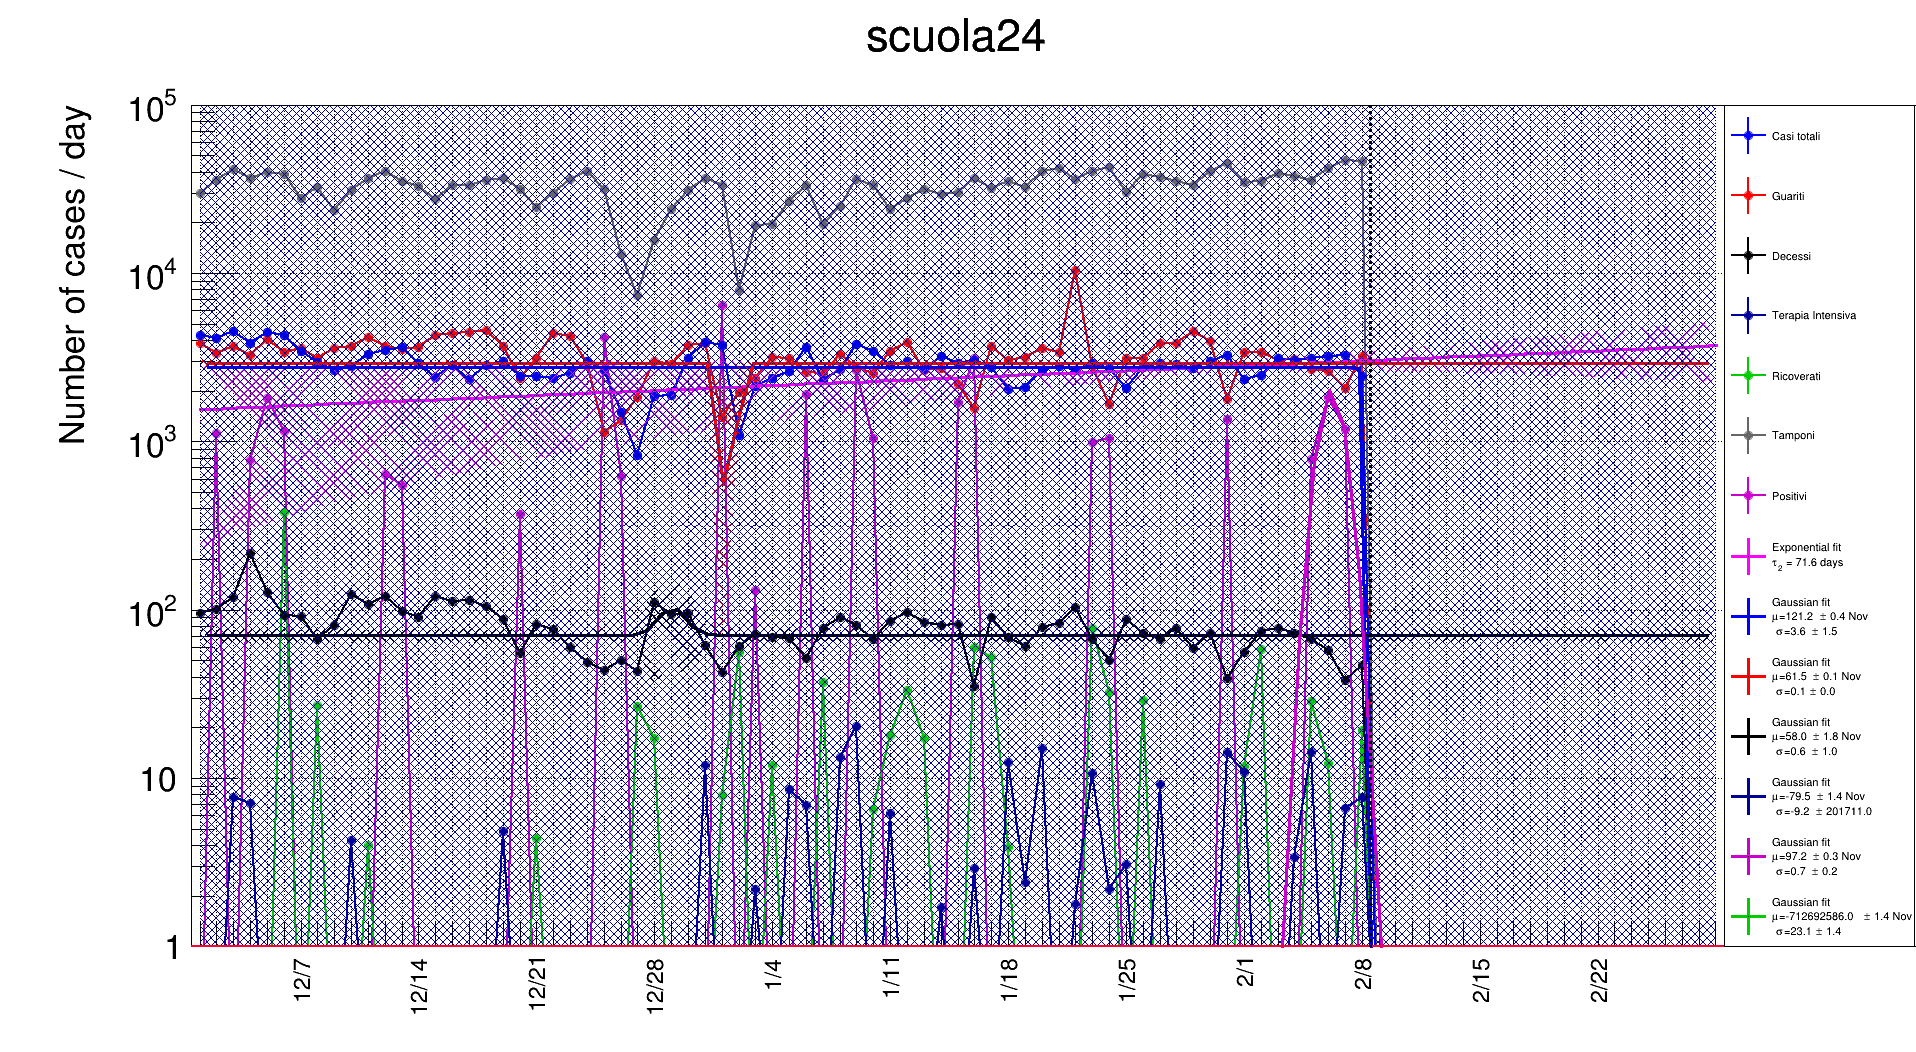 scuola24
Number of cases / day
10^5
10^4
10^3
10^2
10
1
12/7
12/14
12/21
12/28
1/4
1/11
1/18
1/25
2/1
2/8
2/15
2/22
Casi totali
Guariti
Decessi
Terapia Intensiva
Ricoverati
Tamponi
Positivi
Exponential fit
τ_2 = 71.6 days
Gaussian fit
μ=121.2 ± 0.4 Nov
σ=3.6 ± 1.5
Gaussian fit
μ=61.5 ± 0.1 Nov
σ=0.1 ± 0.0
Gaussian fit
μ=58.0 ± 1.8 Nov
σ=0.6 ± 1.0
Gaussian fit
μ=-79.5 ± 1.4 Nov
σ=-9.2 ± 201711.0
Gaussian fit
μ=97.2 ± 0.3 Nov
σ=0.7 ± 0.2
Gaussian fit
μ=-712692586.0 ± 1.4 Nov
σ=23.1 ± 1.4